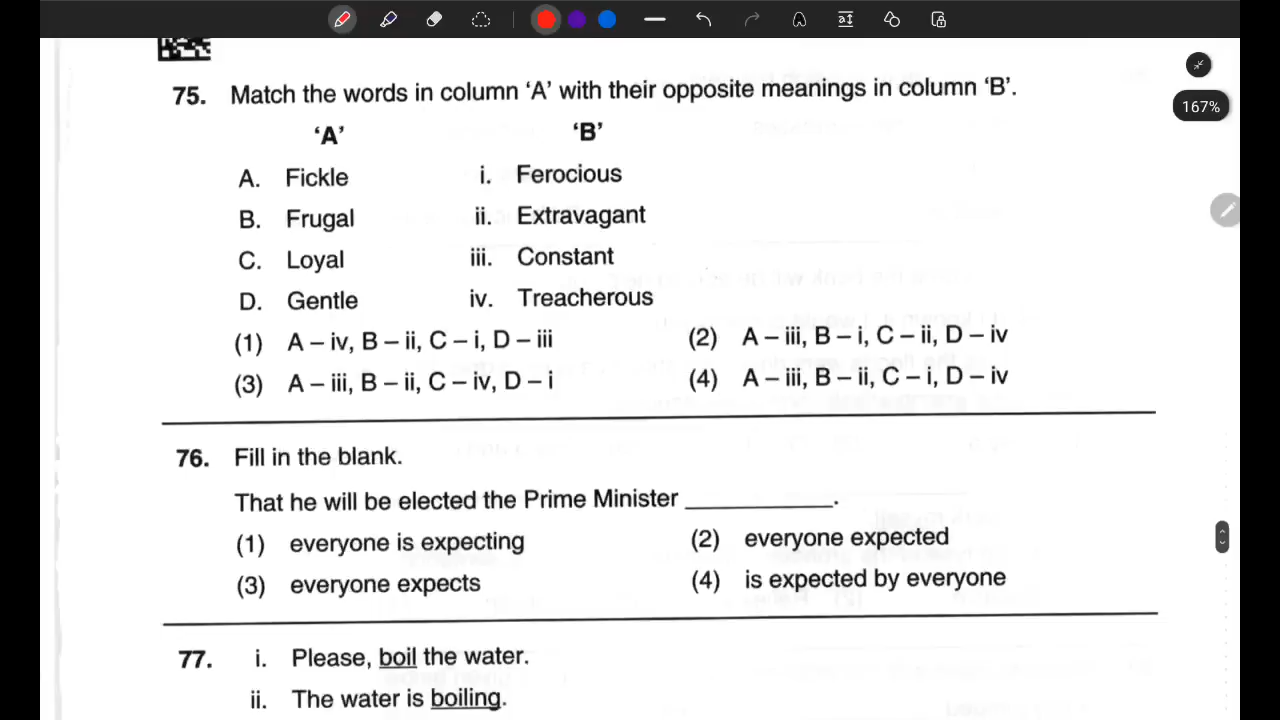 167%
75. Match the words in column ‘A’ with their opposite meanings in column ‘B’.
‘A’ ‘B’
A. Fickle i. Ferocious
B. Frugal ii. Extravagant
C. Loyal iii. Constant
D. Gentle iv. Treacherous
(1) A – iv, B – ii, C – i, D – iii (2) A – iii, B – i, C – ii, D – iv
(3) A – iii, B – ii, C – iv, D – i (4) A – iii, B – ii, C – i, D – iv
76. Fill in the blank.
That he will be elected the Prime Minister ____________.
(1) everyone is expecting (2) everyone expected
(3) everyone expects (4) is expected by everyone
77. i. Please, boil the water.
ii. The water is boiling.